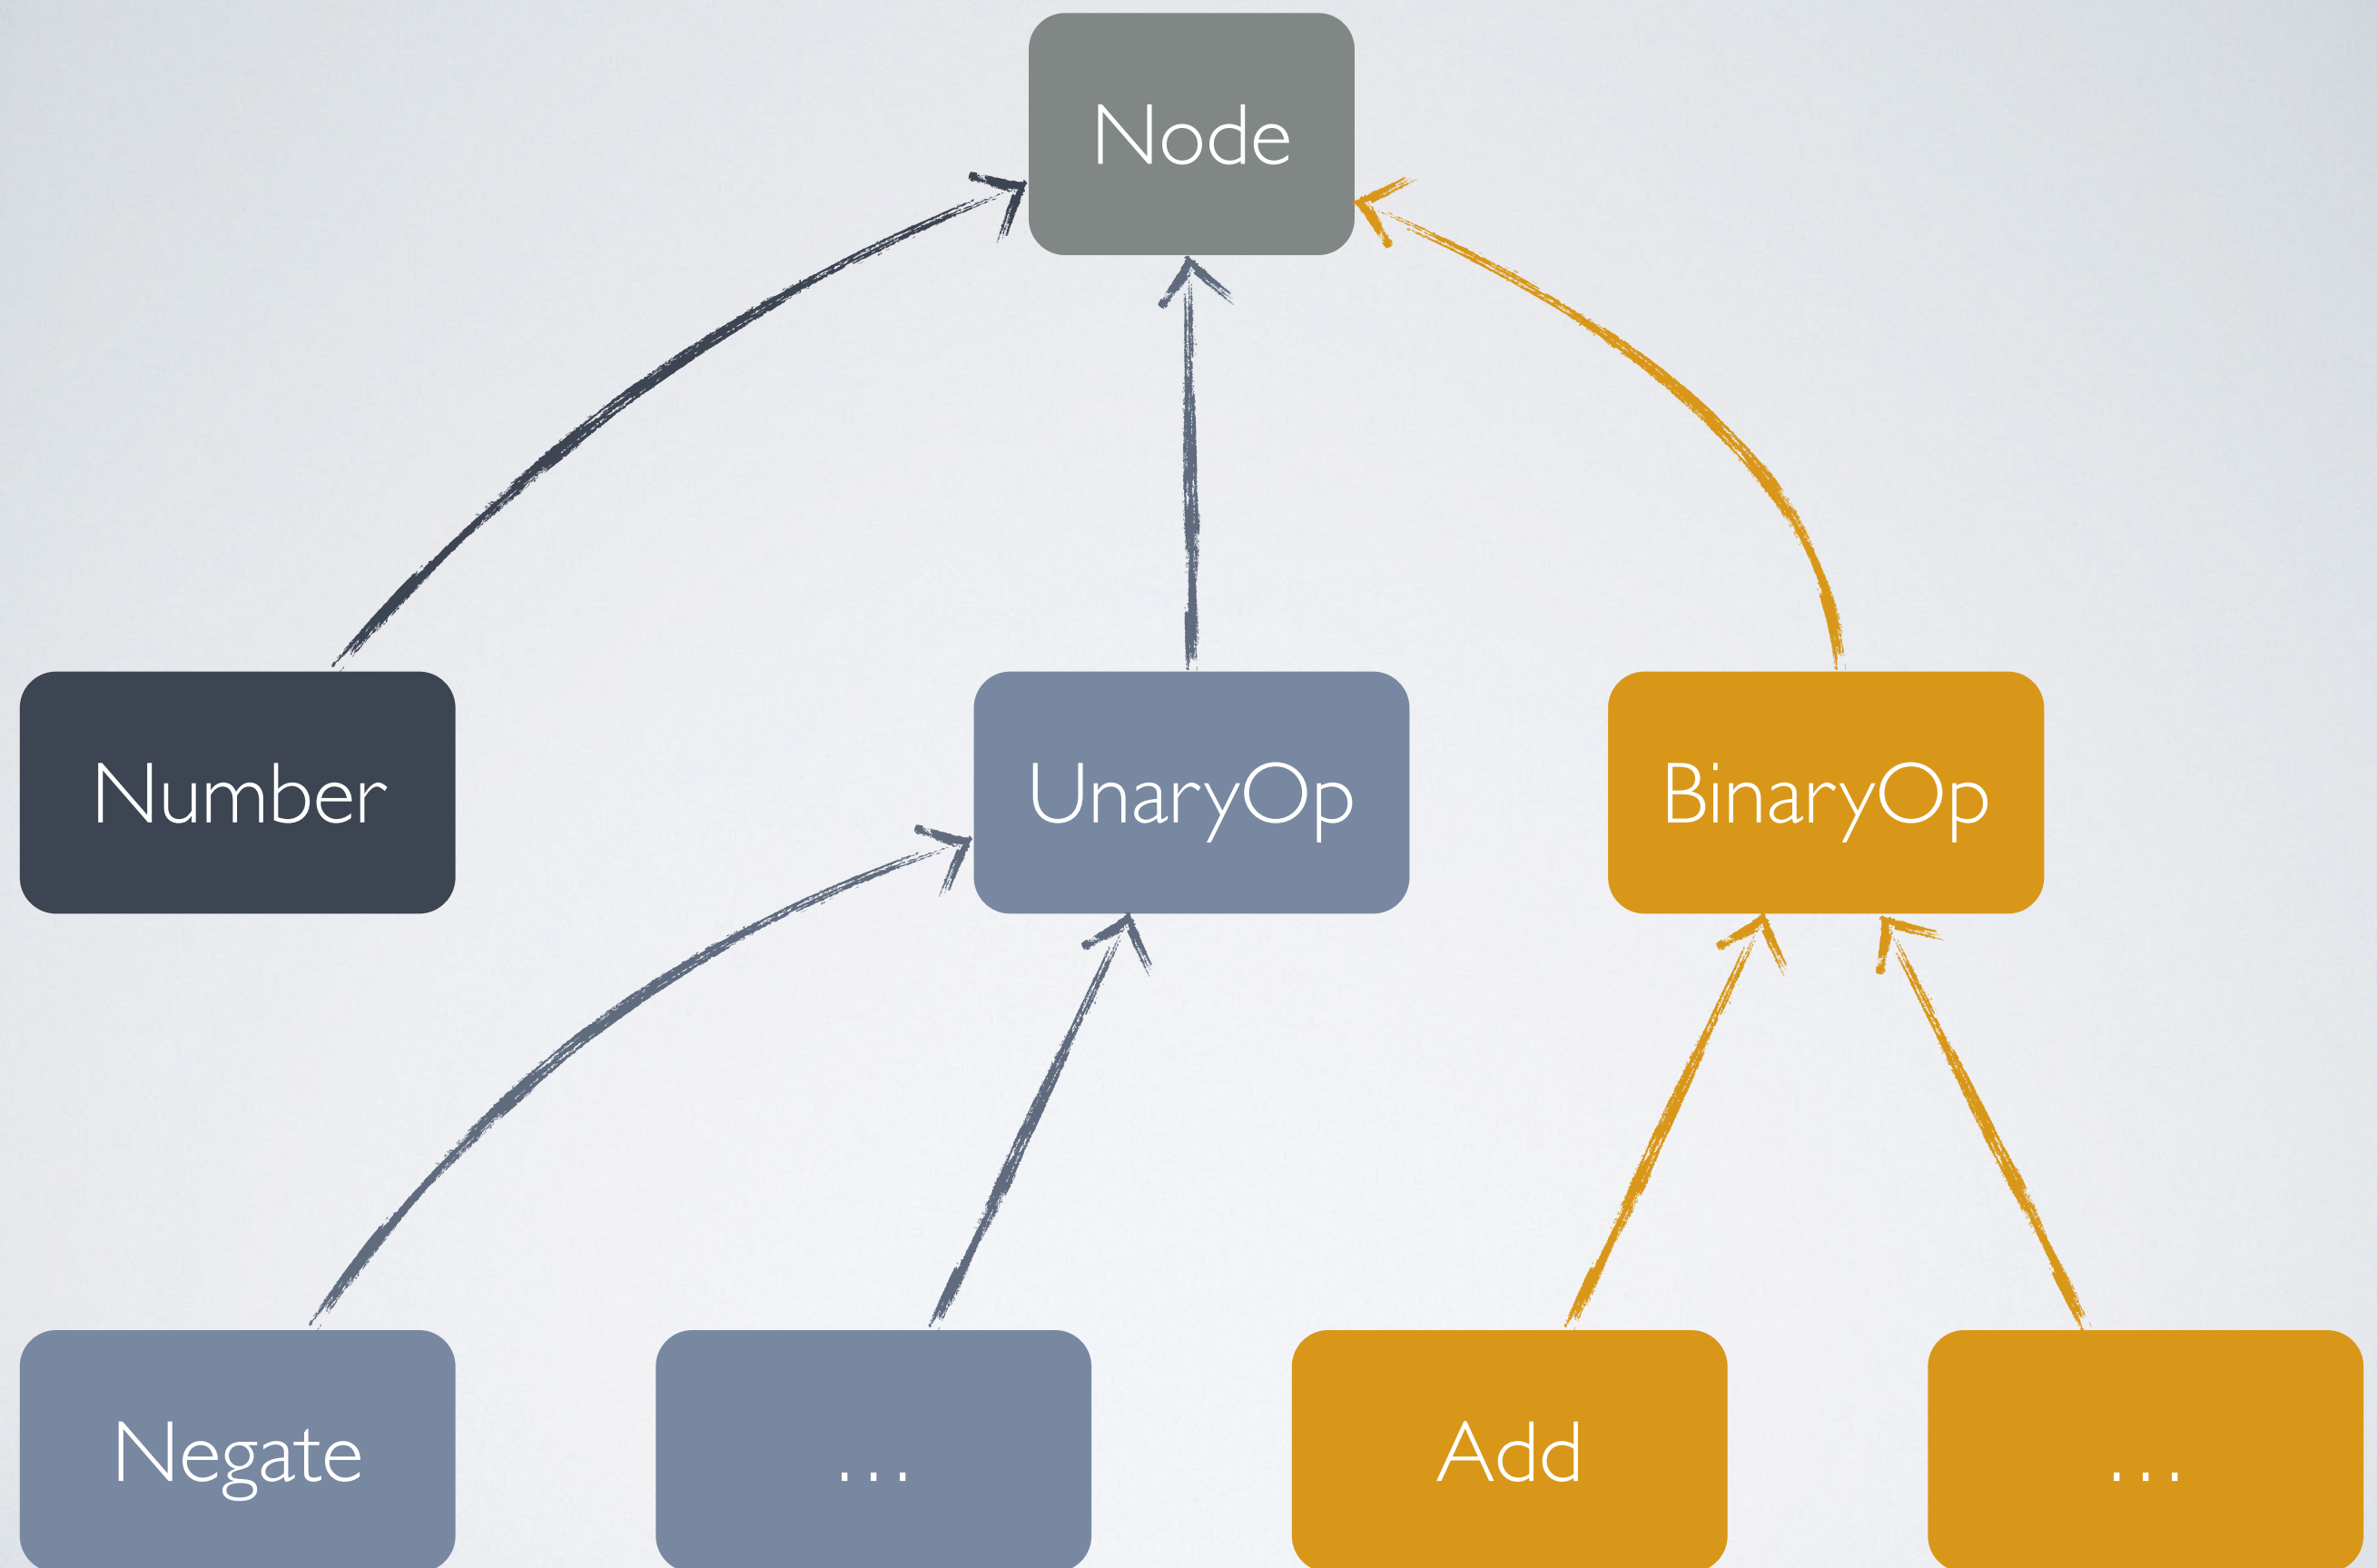 Node
Number
UnaryOp
BinaryOp
Negate
...
Add
...